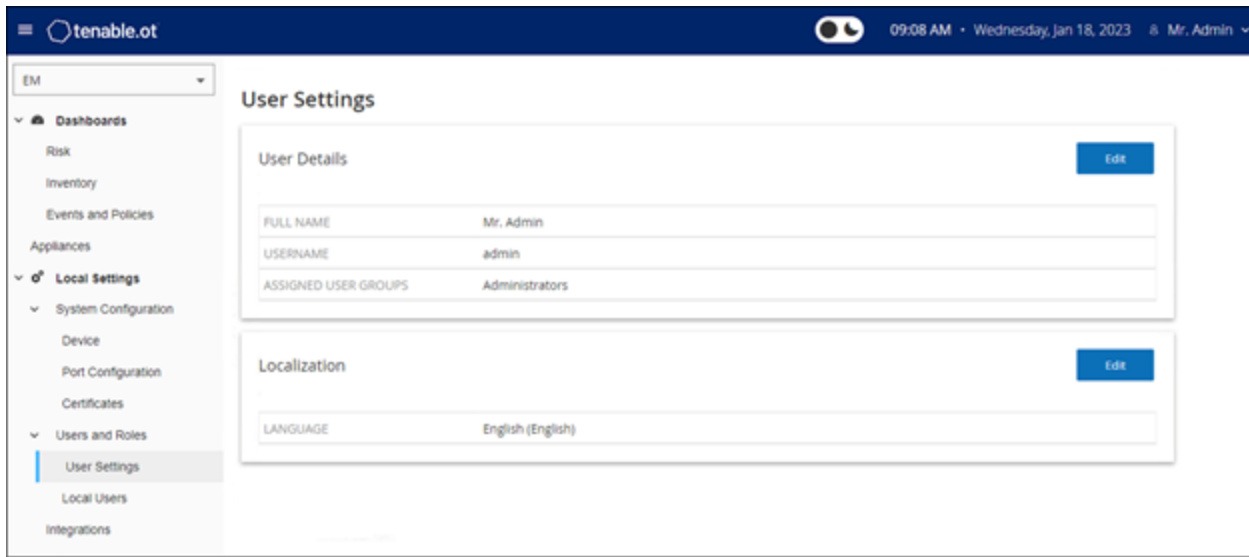 tenable.ot
09:08 AM • Wednesday, Jan 18, 2023 Mr. Admin
EM
Dashboards
Risk
Inventory
Events and Policies
Appliances
Local Settings
System Configuration
Device
Port Configuration
Certificates
Users and Roles
User Settings
Local Users
Integrations
User Settings
User Details Edit
FULL NAME Mr. Admin
USERNAME admin
ASSIGNED USER GROUPS Administrators
Localization Edit
LANGUAGE English (English)